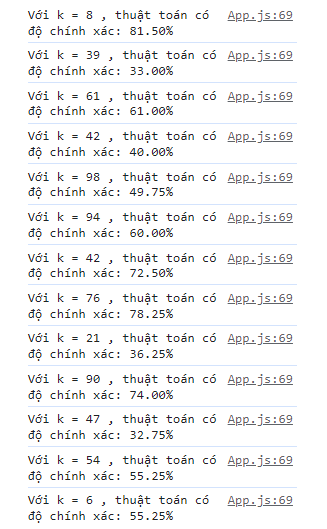 Với k = 8 , thuật toán có App.js:69
độ chính xác: 81.50%
Với k = 39 , thuật toán có App.js:69
độ chính xác: 33.00%
Với k = 61 , thuật toán có App.js:69
độ chính xác: 61.00%
Với k = 42 , thuật toán có App.js:69
độ chính xác: 40.00%
Với k = 98 , thuật toán có App.js:69
độ chính xác: 49.75%
Với k = 94 , thuật toán có App.js:69
độ chính xác: 60.00%
Với k = 42 , thuật toán có App.js:69
độ chính xác: 72.50%
Với k = 76 , thuật toán có App.js:69
độ chính xác: 78.25%
Với k = 21 , thuật toán có App.js:69
độ chính xác: 36.25%
Với k = 90 , thuật toán có App.js:69
độ chính xác: 74.00%
Với k = 47 , thuật toán có App.js:69
độ chính xác: 32.75%
Với k = 54 , thuật toán có App.js:69
độ chính xác: 55.25%
Với k = 6 , thuật toán có App.js:69
độ chính xác: 55.25%